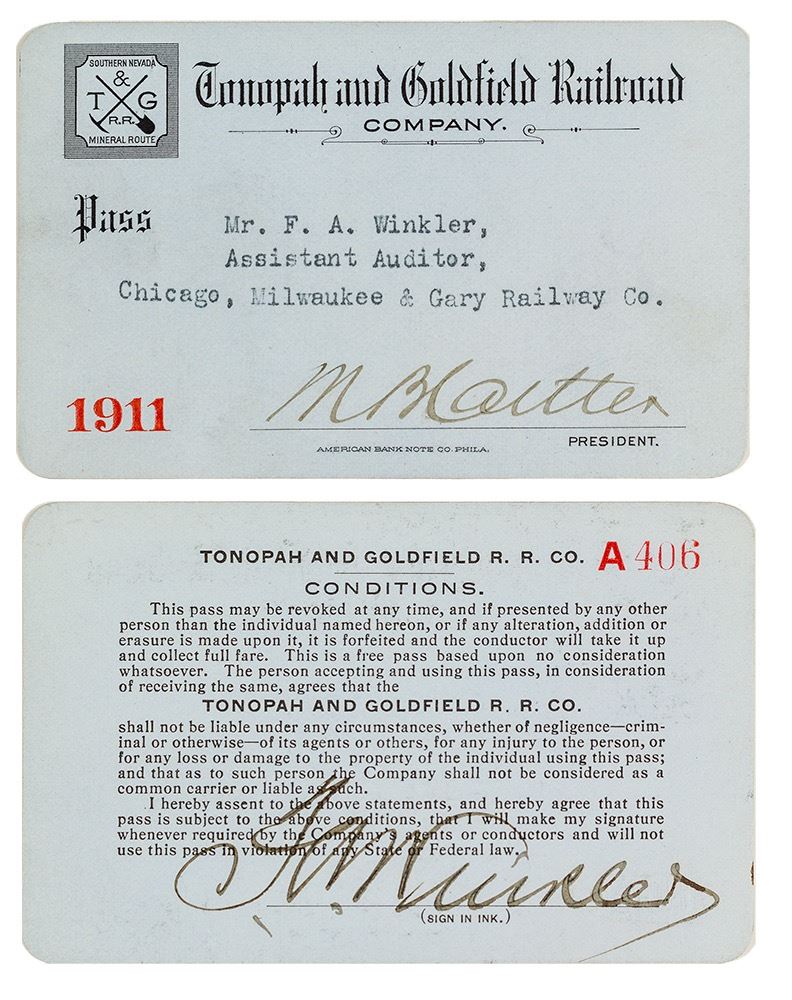 SOUTHERN NEVADA
&
T G
R.R.
MINERAL ROUTE
Tonopah and Goldfield Railroad
COMPANY.
Pass
Mr. F. A. Winkler,
Assistant Auditor,
Chicago, Milwaukee & Gary Railway Co.
1911
M B Cutter
PRESIDENT.
AMERICAN BANK NOTE CO. PHILA.
TONOPAH AND GOLDFIELD R. R. CO. A 406
CONDITIONS.
This pass may be revoked at any time, and if presented by any other
person than the individual named hereon, or if any alteration, addition or
erasure is made upon it, it is forfeited and the conductor will take it up
and collect full fare. This is a free pass based upon no consideration
whatsoever. The person accepting and using this pass, in consideration
of receiving the same, agrees that the
TONOPAH AND GOLDFIELD R. R. CO.
shall not be liable under any circumstances, whether of negligence—crim-
inal or otherwise—of its agents or others, for any injury to the person, or
for any loss or damage to the property of the individual using this pass;
and that as to such person the Company shall not be considered as a
common carrier or liable as such.
I hereby assent to the above statements, and hereby agree that this
pass is subject to the above conditions, that I will make my signature
whenever required by the Company's agents or conductors and will not
use this pass in violation of any State or Federal law.
F. A. Winkler
(SIGN IN INK.)